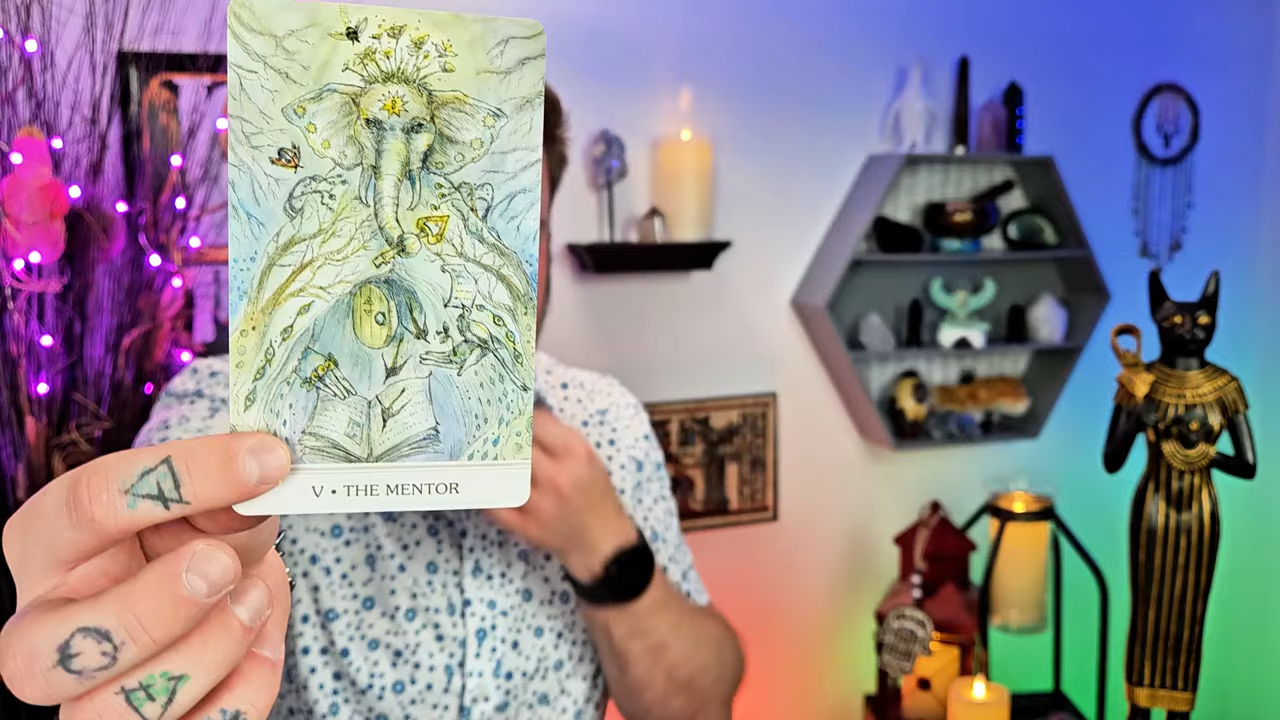 V • THE MENTOR